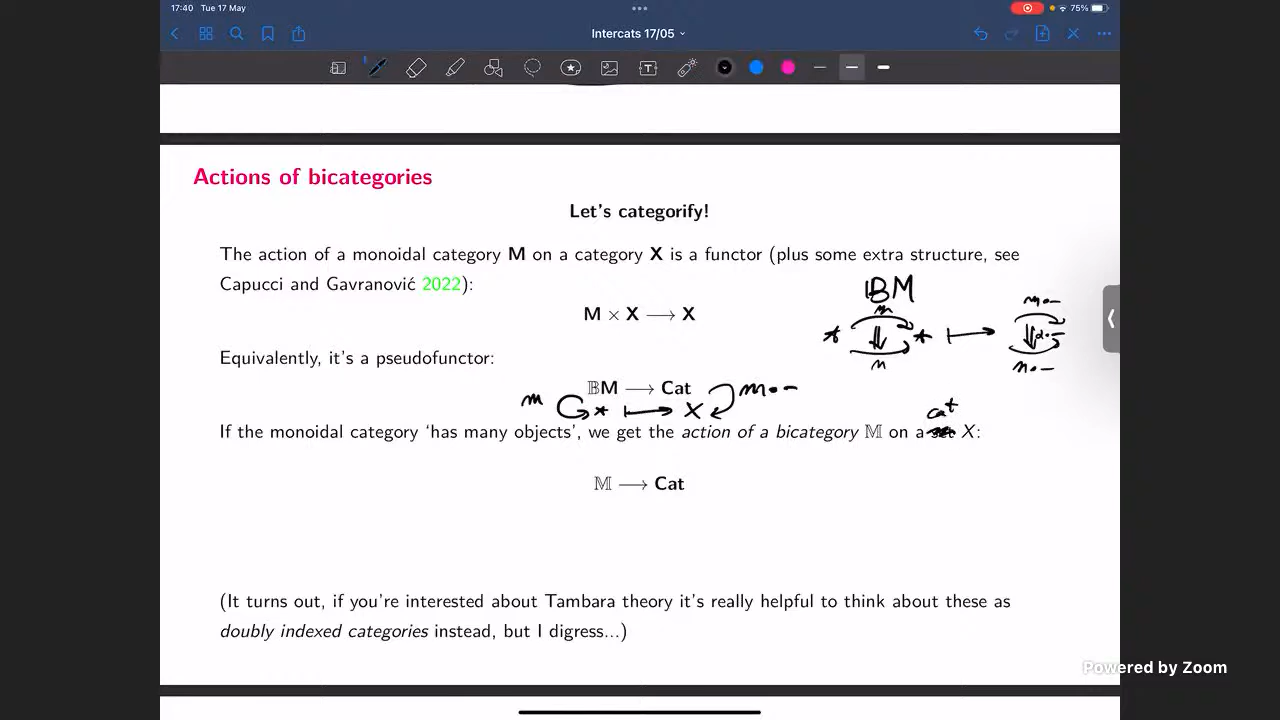 17:40 Tue 17 May
75%
Intercats 17/05
Actions of bicategories
Let's categorify!
The action of a monoidal category M on a category X is a functor (plus some extra structure, see
Capucci and Gavranović 2022):
𝔹M
M × X ⟶ X
m
m•–
* ⇓ * ⟼ ⇓
n
n•–
Equivalently, it's a pseudofunctor:
𝔹M ⟶ Cat
m * ⟼ X m•–
cat
If the monoidal category 'has many objects', we get the action of a bicategory 𝕄 on a set X:
𝕄 ⟶ Cat
(It turns out, if you're interested about Tambara theory it's really helpful to think about these as
doubly indexed categories instead, but I digress...)
Powered by Zoom